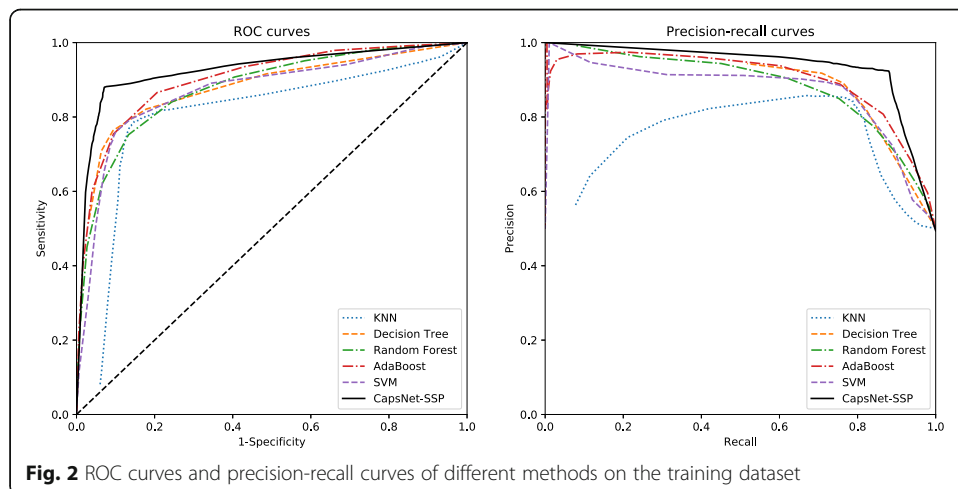 ROC curves
1.0
0.8
0.6
0.4
0.2
0.0
Sensitivity
0.0 0.2 0.4 0.6 0.8 1.0
1-Specificity
KNN
Decision Tree
Random Forest
AdaBoost
SVM
CapsNet-SSP
Precision-recall curves
1.0
0.8
0.6
0.4
0.2
0.0
Precision
0.0 0.2 0.4 0.6 0.8 1.0
Recall
KNN
Decision Tree
Random Forest
AdaBoost
SVM
CapsNet-SSP
Fig. 2 ROC curves and precision-recall curves of different methods on the training dataset